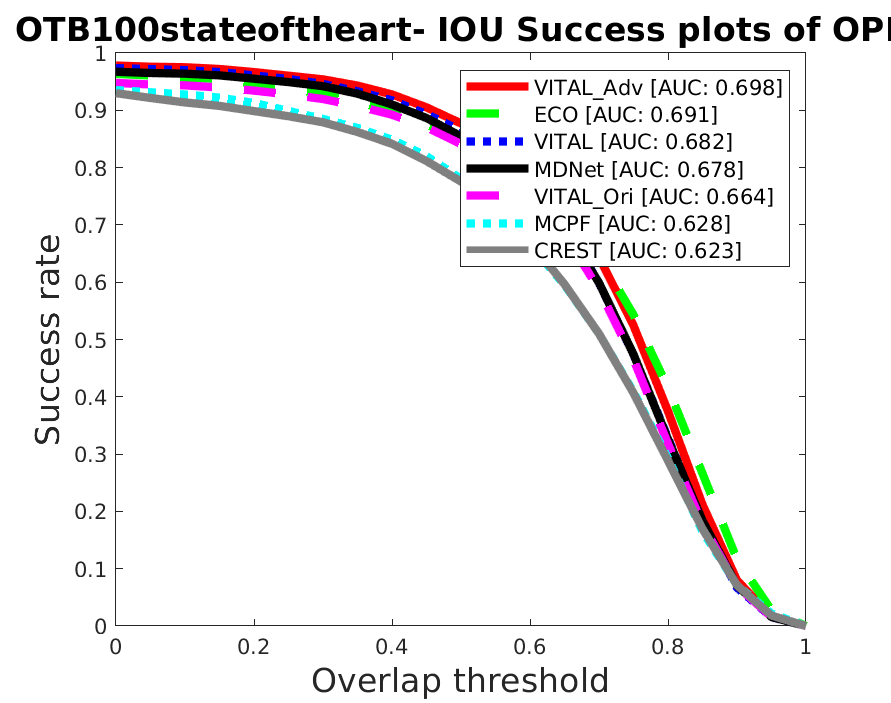 OTB100stateoftheart- IOU Success plots of OPE
1
0.9
0.8
0.7
0.6
0.5
0.4
0.3
0.2
0.1
0
Success rate
VITAL_Adv [AUC: 0.698]
ECO [AUC: 0.691]
VITAL [AUC: 0.682]
MDNet [AUC: 0.678]
VITAL_Ori [AUC: 0.664]
MCPF [AUC: 0.628]
CREST [AUC: 0.623]
0 0.2 0.4 0.6 0.8 1
Overlap threshold